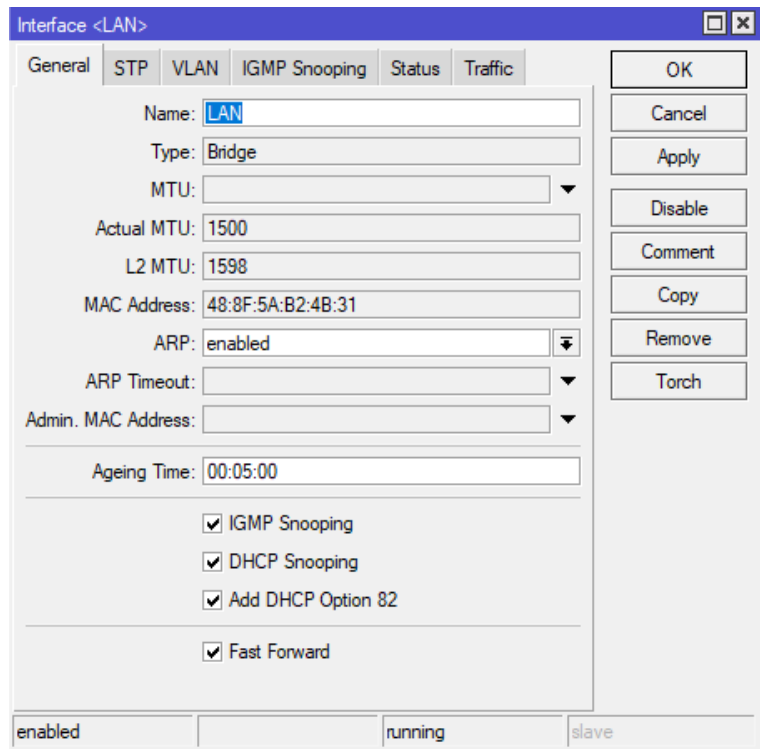 Interface <LAN>
General STP VLAN IGMP Snooping Status Traffic
Name: LAN
Type: Bridge
MTU:
Actual MTU: 1500
L2 MTU: 1598
MAC Address: 48:8F:5A:B2:4B:31
ARP: enabled
ARP Timeout:
Admin. MAC Address:
Ageing Time: 00:05:00
IGMP Snooping
DHCP Snooping
Add DHCP Option 82
Fast Forward
OK
Cancel
Apply
Disable
Comment
Copy
Remove
Torch
enabled running slave